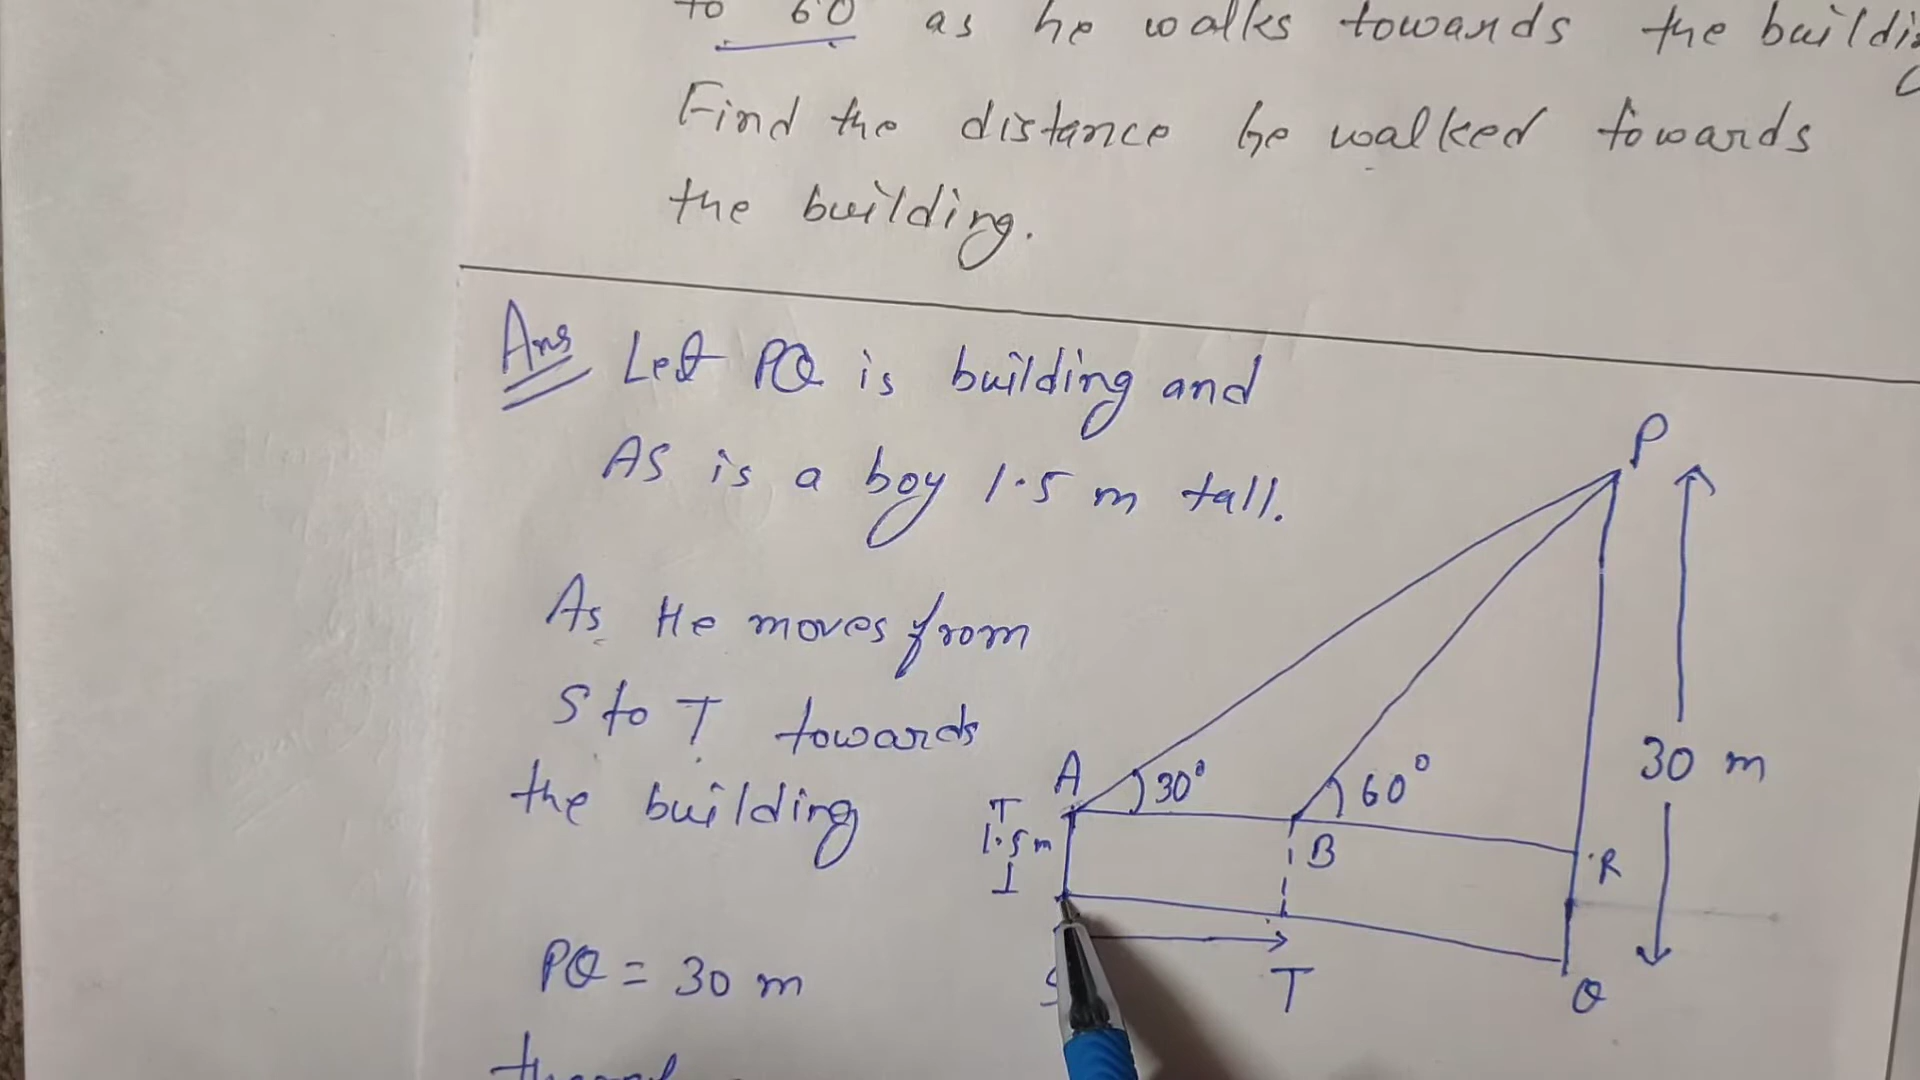 to 60 as he walks towards the buildi
Find the distance he walked towards
the building.
Ans Let PQ is building and
AS is a boy 1.5 m tall.
As He moves from
S to T towards
the building
PQ = 30 m
P
30 m
A
30°
60°
1.5 m
B
R
T
Q